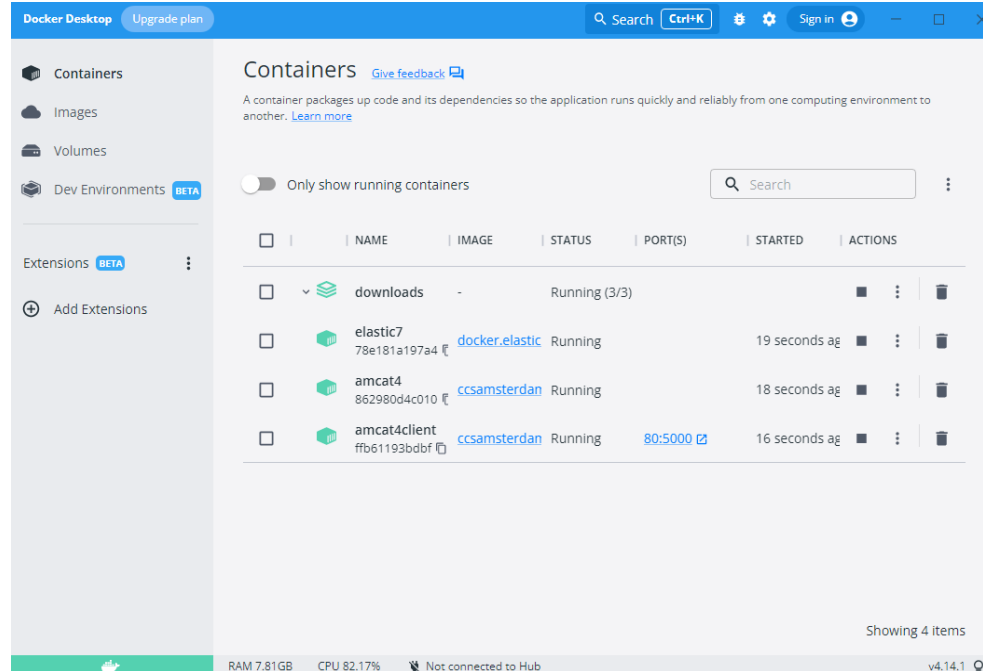 Docker Desktop Upgrade plan Search Ctrl+K Sign in
Containers
Images
Volumes
Dev Environments BETA
Extensions BETA
Add Extensions
Containers Give feedback
A container packages up code and its dependencies so the application runs quickly and reliably from one computing environment to
another. Learn more
Only show running containers Search
NAME IMAGE STATUS PORT(S) STARTED ACTIONS
downloads - Running (3/3)
elastic7
78e181a197a4 docker.elastic Running 19 seconds ag
amcat4
862980d4c010 ccsamsterdan Running 18 seconds ag
amcat4client
ffb61193bdbf ccsamsterdan Running 80:5000 16 seconds ag
Showing 4 items
RAM 7.81GB CPU 82.17% Not connected to Hub v4.14.1